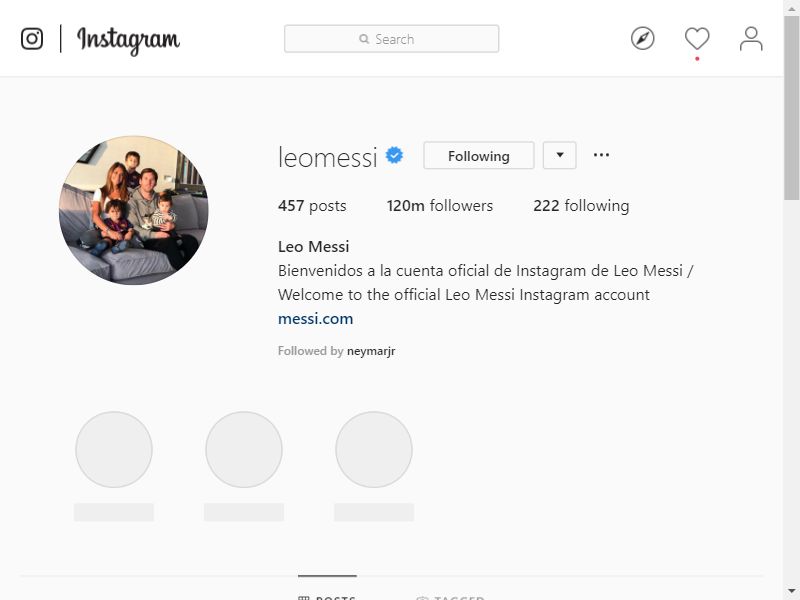 Instagram
Search
leomessi
Following
457 posts 120m followers 222 following
Leo Messi
Bienvenidos a la cuenta oficial de Instagram de Leo Messi /
Welcome to the official Leo Messi Instagram account
messi.com
Followed by neymarjr
POSTS TAGGED